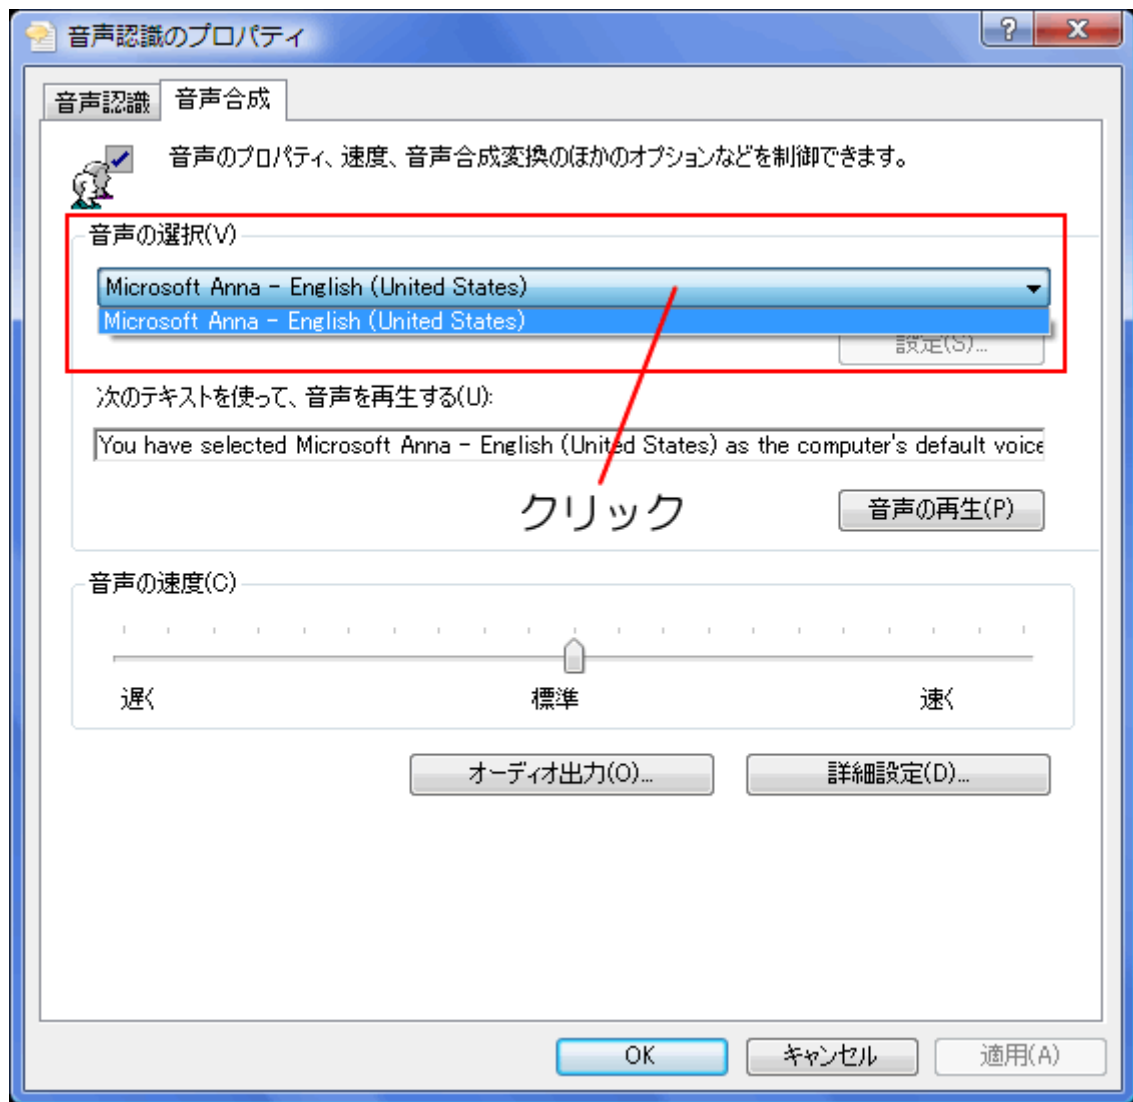 音声認識のプロパティ
?
音声認識
音声合成
音声のプロパティ、速度、音声合成変換のほかのオプションなどを制御できます。
音声の選択(V)
Microsoft Anna - English (United States)
Microsoft Anna - English (United States)
設定(S)...
次のテキストを使って、音声を再生する(U):
You have selected Microsoft Anna - English (United States) as the computer's default voice
クリック
音声の再生(P)
音声の速度(C)
遅く 標準 速く
オーディオ出力(O)... 詳細設定(D)...
OK キャンセル 適用(A)